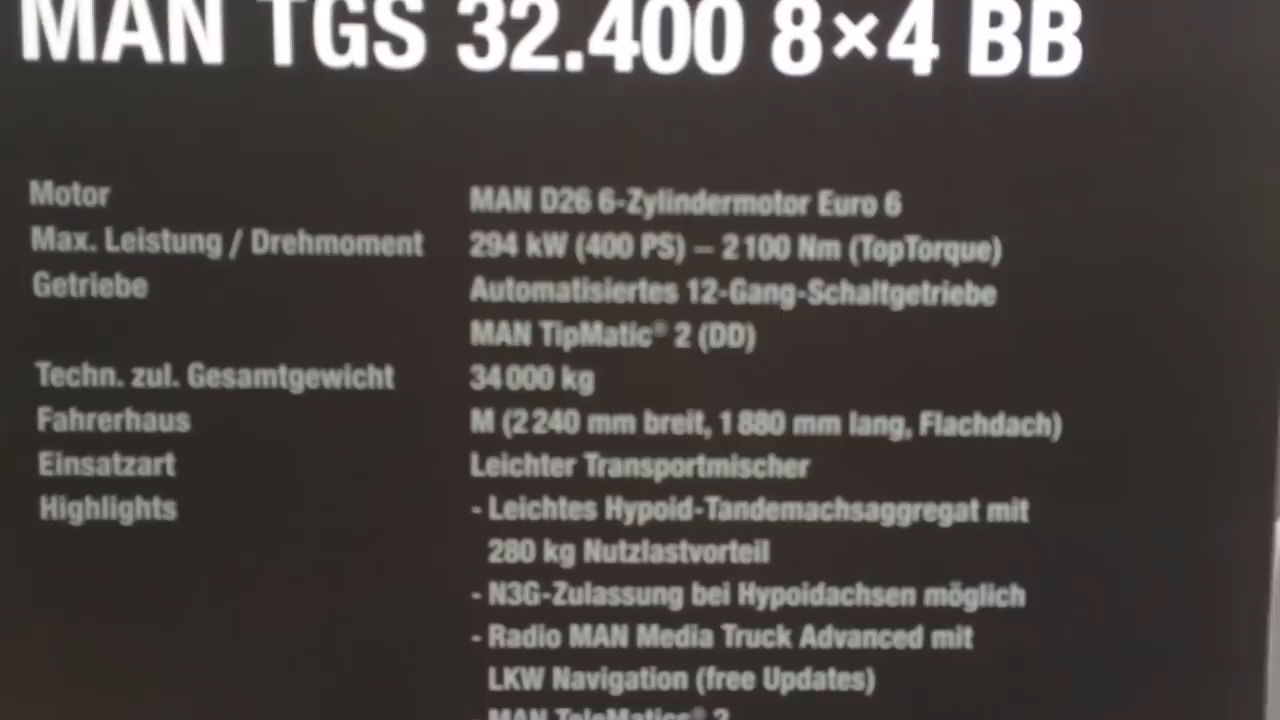 MAN TGS 32.400 8×4 BB
Motor MAN D26 6-Zylindermotor Euro 6
Max. Leistung / Drehmoment 294 kW (400 PS) – 2 100 Nm (TopTorque)
Getriebe Automatisiertes 12-Gang-Schaltgetriebe
MAN TipMatic® 2 (DD)
Techn. zul. Gesamtgewicht 34 000 kg
Fahrerhaus M (2 240 mm breit, 1 880 mm lang, Flachdach)
Einsatzart Leichter Transportmischer
Highlights - Leichtes Hypoid-Tandemachsaggregat mit
280 kg Nutzlastvorteil
- N3G-Zulassung bei Hypoidachsen möglich
- Radio MAN Media Truck Advanced mit
LKW Navigation (free Updates)
- MAN TeleMatics® 2